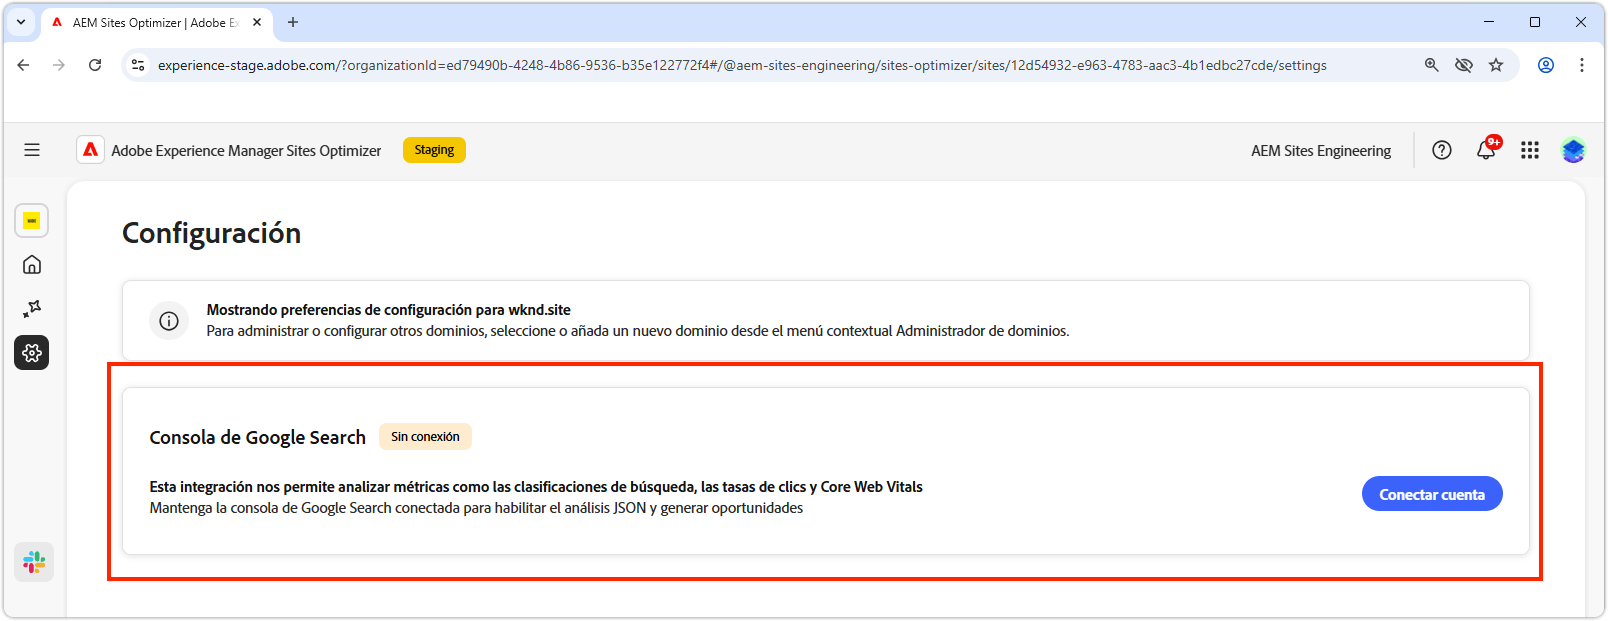 AEM Sites Optimizer | Adobe Ex
experience-stage.adobe.com/?organizationId=ed79490b-4248-4b86-9536-b35e122772f4#/@aem-sites-engineering/sites-optimizer/sites/12d54932-e963-4783-aac3-4b1edbc27cde/settings
Adobe Experience Manager Sites Optimizer
Staging
AEM Sites Engineering
9+
Configuración
Mostrando preferencias de configuración para wknd.site
Para administrar o configurar otros dominios, seleccione o añada un nuevo dominio desde el menú contextual Administrador de dominios.
Consola de Google Search
Sin conexión
Esta integración nos permite analizar métricas como las clasificaciones de búsqueda, las tasas de clics y Core Web Vitals
Mantenga la consola de Google Search conectada para habilitar el análisis JSON y generar oportunidades
Conectar cuenta